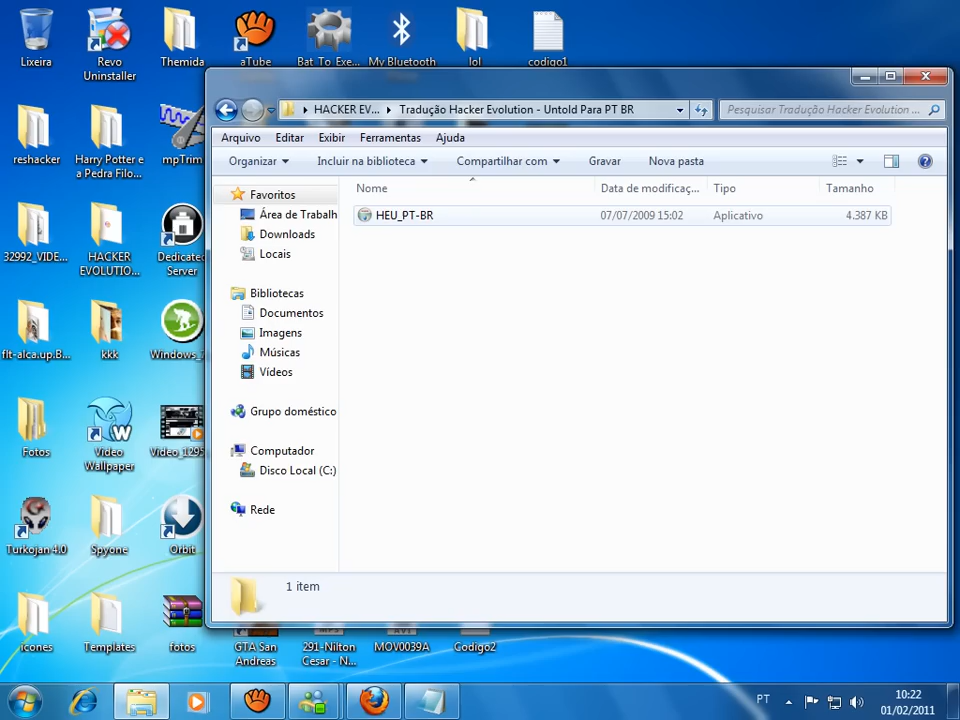 Lixeira
Revo
Uninstaller
Themida
aTube
Bat_To_Exe...
My Bluetooth
lol
codigo1
HACKER EV...
Tradução Hacker Evolution - Untold Para PT BR
Pesquisar Tradução Hacker Evolution ...
Arquivo
Editar
Exibir
Ferramentas
Ajuda
Organizar
Incluir na biblioteca
Compartilhar com
Gravar
Nova pasta
Nome
Data de modificaç...
Tipo
Tamanho
HEU_PT-BR
07/07/2009 15:02
Aplicativo
4.387 KB
Favoritos
Área de Trabalh
Downloads
Locais
Bibliotecas
Documentos
Imagens
Músicas
Vídeos
Grupo doméstico
Computador
Disco Local (C:)
Rede
1 item
reshacker
Harry Potter e
a Pedra Filo...
mpTrim
32992_VIDE...
HACKER
EVOLUTIO...
Dedicated
Server
flt-alca.up.B...
kkk
Windows_
Fotos
Video
Wallpaper
Video_1295
Turkojan 4.0
Spyone
Orbit
icones
Templates
fotos
GTA San
Andreas
291-Nilton
Cesar - N...
MOV0039A
Codigo2
PT
10:22
01/02/2011